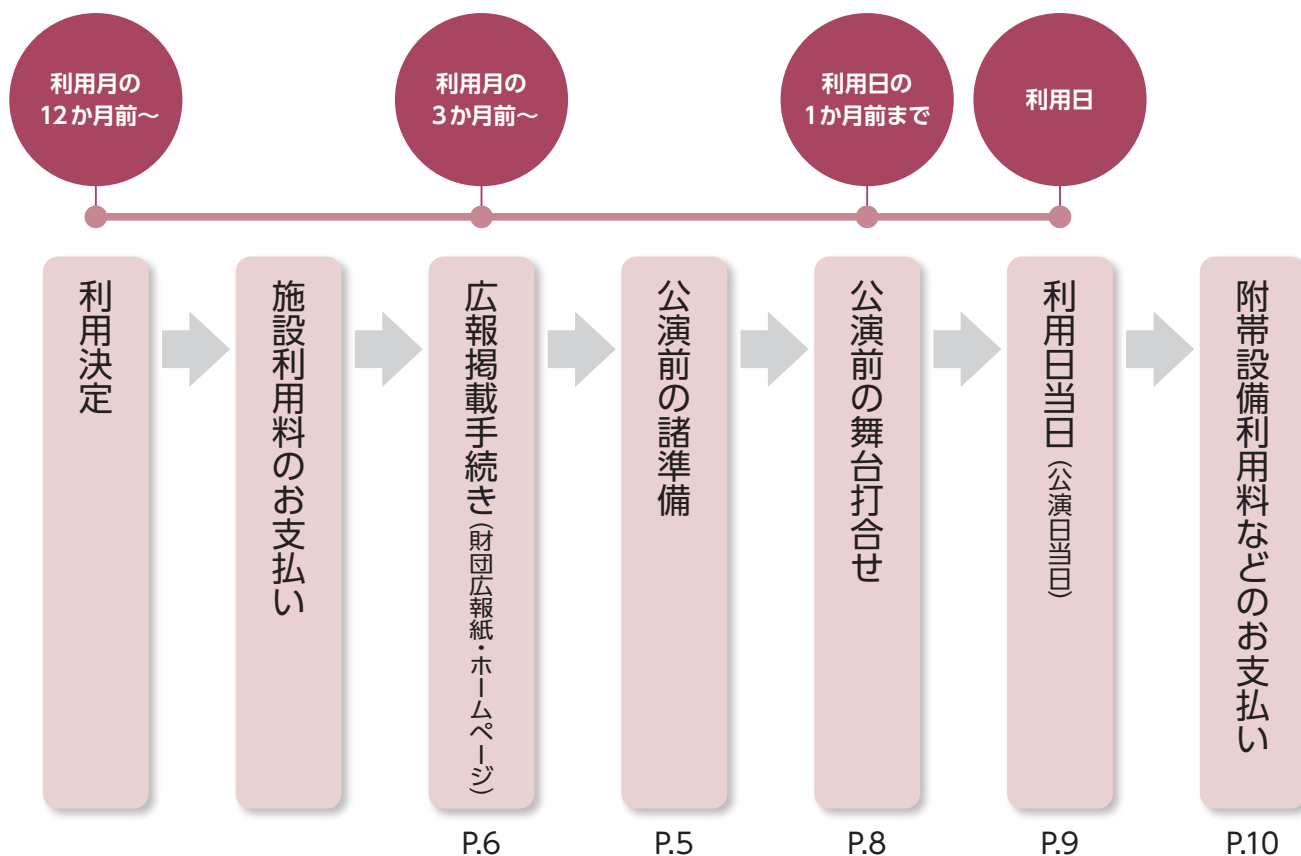 利用月の
12か月前~
利用月の
3か月前~
利用日の
1か月前まで
利用日
利用決定
施設利用料のお支払い
広報掲載手続き(財団広報紙・ホームページ)
公演前の諸準備
公演前の舞台打合せ
利用日当日(公演日当日)
附帯設備利用料などのお支払い
P.6
P.5
P.8
P.9
P.10